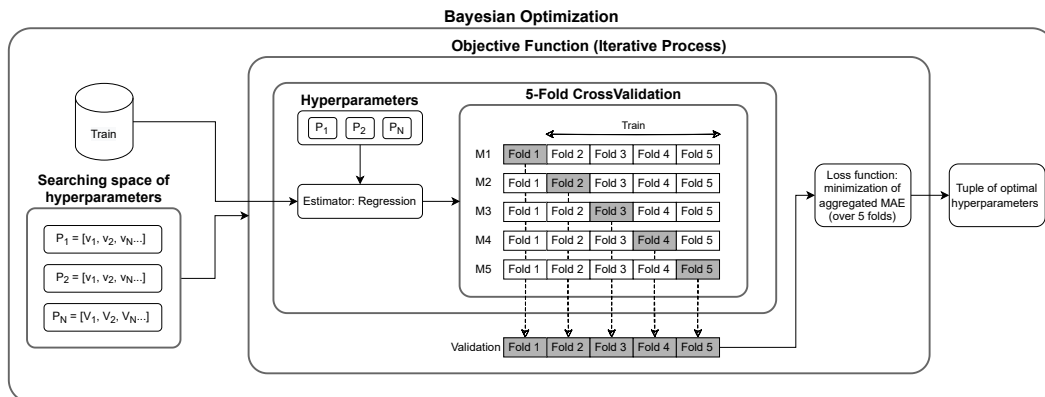 Bayesian Optimization
Objective Function (Iterative Process)
Train
Searching space of
hyperparameters
P1 = [v1, v2, vN...]
P2 = [v1, v2, vN...]
PN = [V1, V2, VN...]
Hyperparameters
P1 P2 PN
Estimator: Regression
5-Fold CrossValidation
Train
M1 Fold 1 Fold 2 Fold 3 Fold 4 Fold 5
M2 Fold 1 Fold 2 Fold 3 Fold 4 Fold 5
M3 Fold 1 Fold 2 Fold 3 Fold 4 Fold 5
M4 Fold 1 Fold 2 Fold 3 Fold 4 Fold 5
M5 Fold 1 Fold 2 Fold 3 Fold 4 Fold 5
Validation Fold 1 Fold 2 Fold 3 Fold 4 Fold 5
Loss function:
minimization of
aggregated MAE
(over 5 folds)
Tuple of optimal
hyperparameters